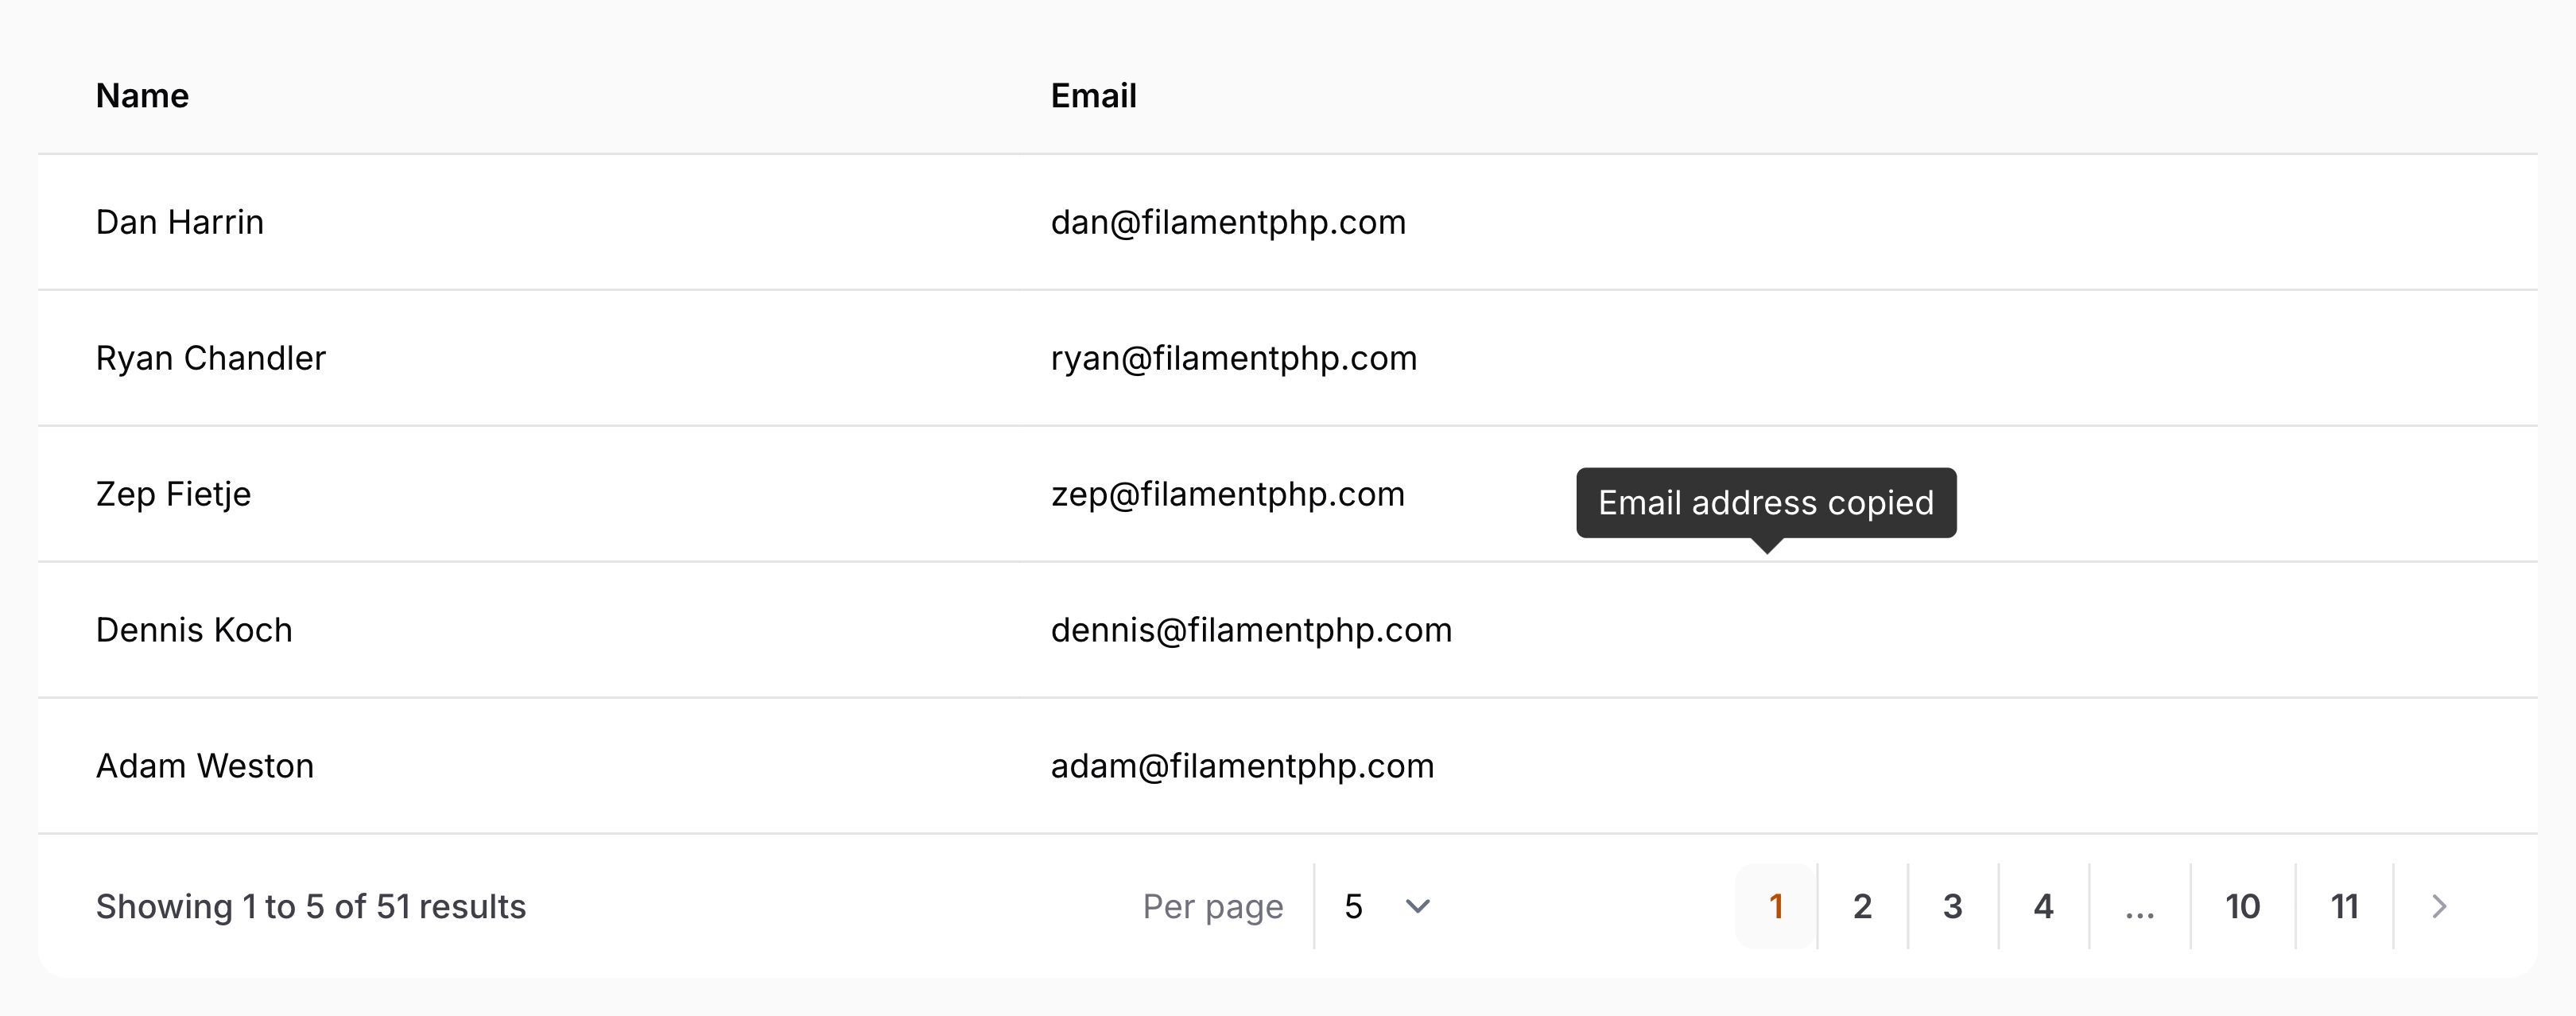 Name Email
Dan Harrin dan@filamentphp.com
Ryan Chandler ryan@filamentphp.com
Zep Fietje zep@filamentphp.com
Email address copied
Dennis Koch dennis@filamentphp.com
Adam Weston adam@filamentphp.com
Showing 1 to 5 of 51 results Per page 5 1 2 3 4 ... 10 11